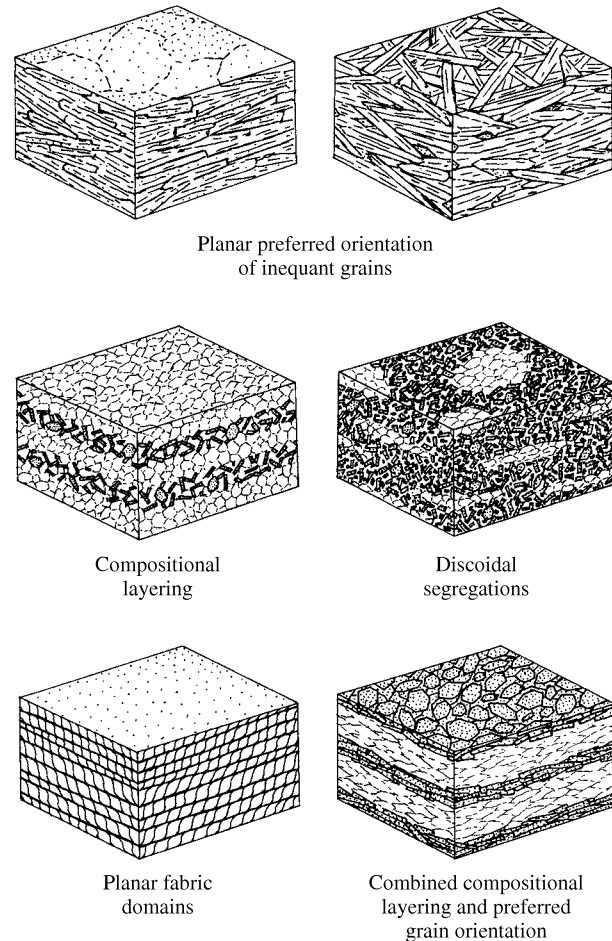 Planar preferred orientation
of inequant grains
Compositional
layering
Discoidal
segregations
Planar fabric
domains
Combined compositional
layering and preferred
grain orientation